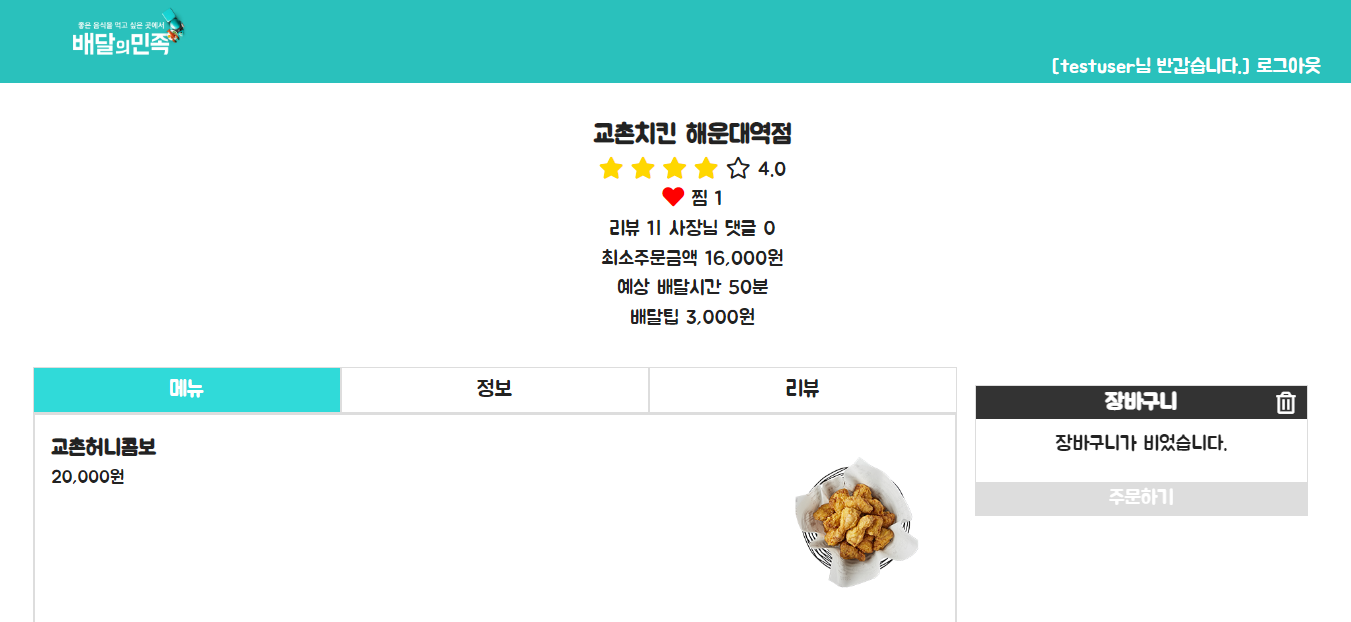 좋은 음식을 먹고 싶은 곳에서
배달의민족
[testuser님 반갑습니다.] 로그아웃
교촌치킨 해운대역점
4.0
찜 1
리뷰 1| 사장님 댓글 0
최소주문금액 16,000원
예상 배달시간 50분
배달팁 3,000원
메뉴 정보 리뷰
장바구니
교촌허니콤보
장바구니가 비었습니다.
20,000원
주문하기